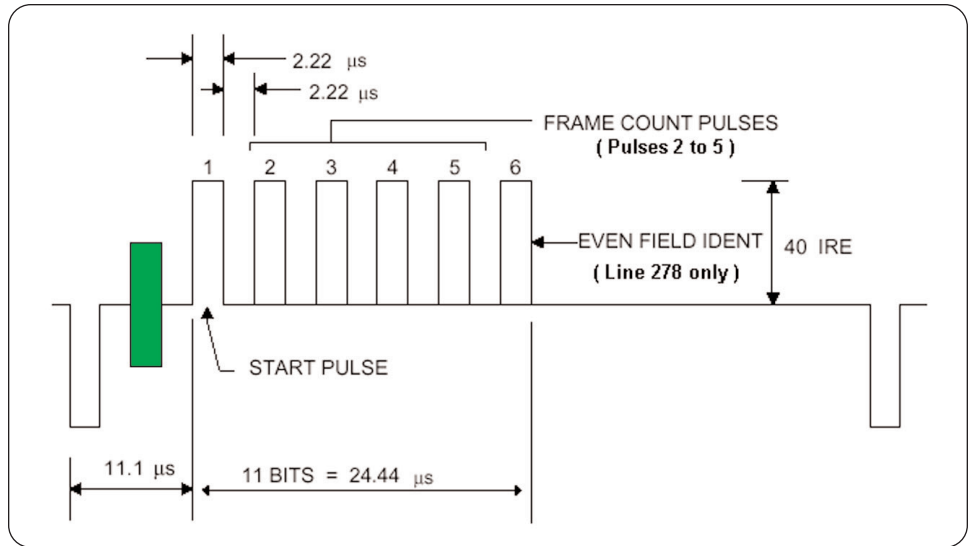 2.22 μs
2.22 μs
FRAME COUNT PULSES
( Pulses 2 to 5 )
1 2 3 4 5 6
EVEN FIELD IDENT
( Line 278 only )
40 IRE
START PULSE
11.1 μs
11 BITS = 24.44 μs